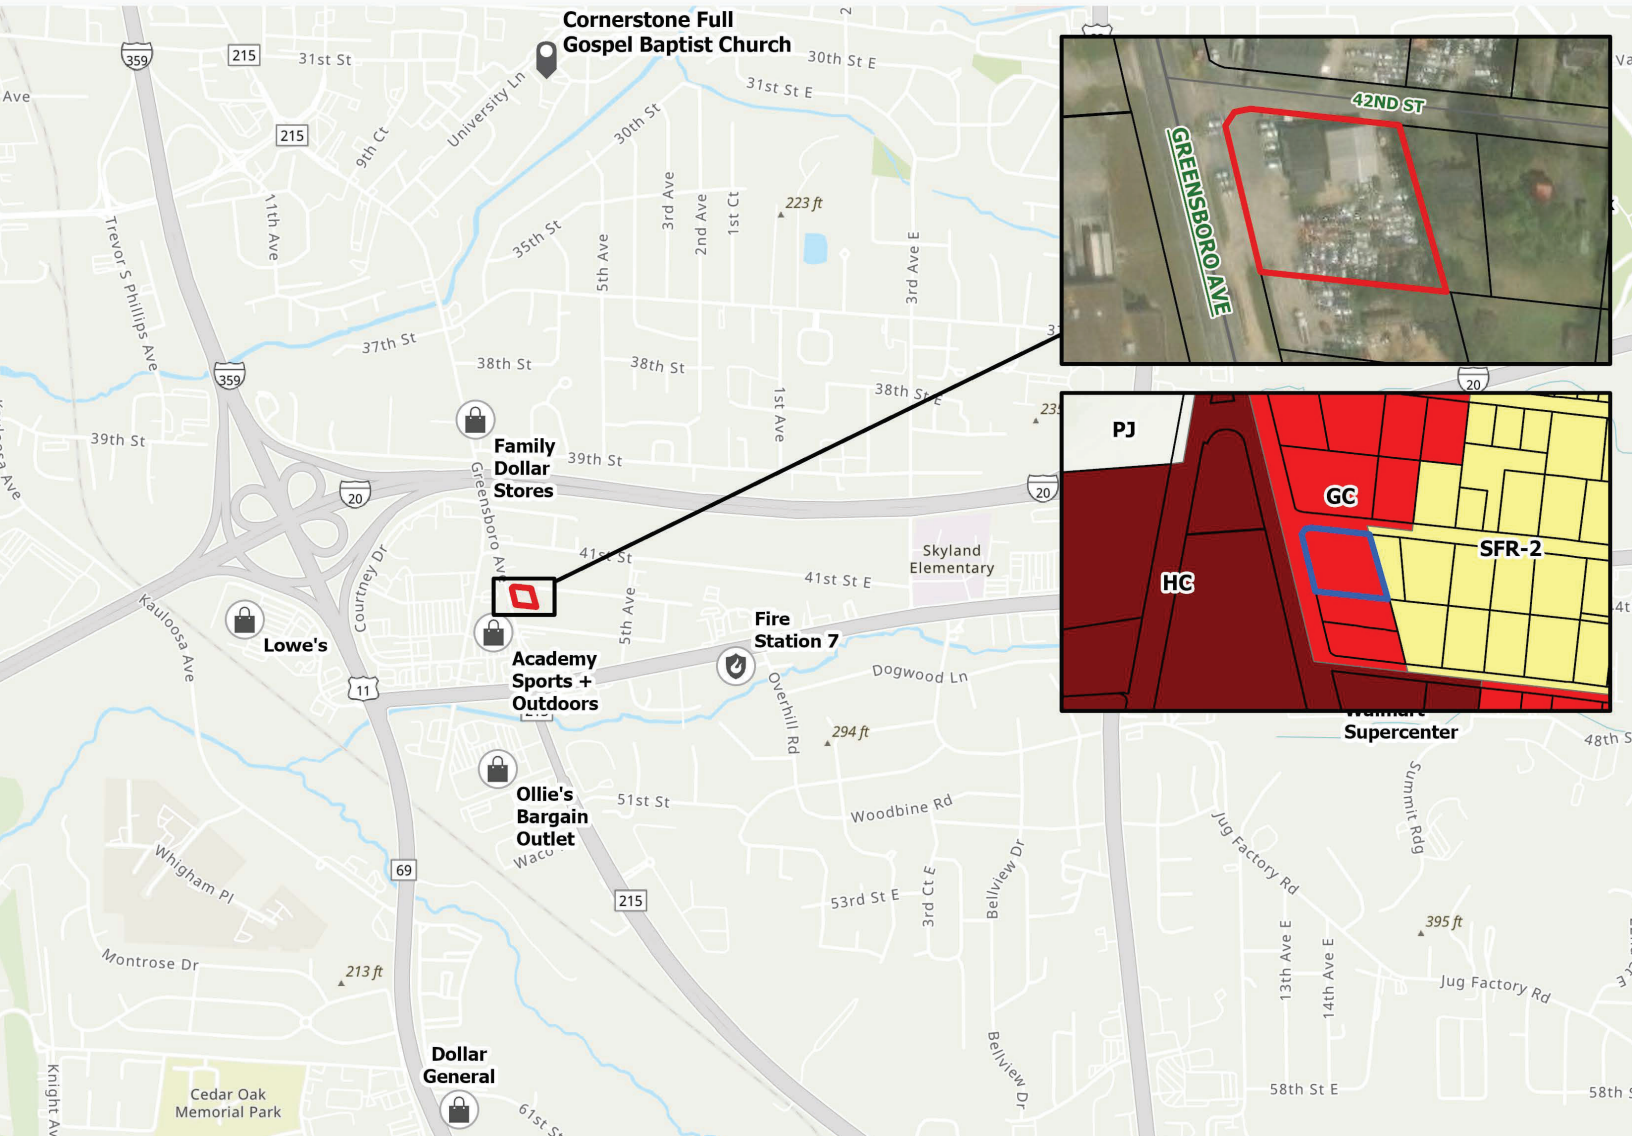 Cornerstone Full
Gospel Baptist Church
2
359
215
31st St
30th St E
Ave
31st St E
University Ln
30th St
215
9th Ct
42ND ST
GREENSBORO AVE
11th Ave
3rd Ave
2nd Ave
1st Ct
223 ft
Trevor S Phillips Ave
35th St
5th Ave
3rd Ave E
37th St
359
38th St
38th St
38th St E
1st Ave
20
39th St
Family
Dollar
Stores
39th St
Greensboro Ave
20
20
PJ
GC
SFR-2
HC
41st St
41st St E
Skyland
Elementary
Courtney Dr
5th Ave
Kauloosa Ave
Lowe's
Fire
Station 7
Academy
Sports +
Outdoors
11
215
Dogwood Ln
Overhill Rd
294 ft
Walmart
Supercenter
48th S
Ollie's
Bargain
Outlet
51st St
Woodbine Rd
Waco
Summit Rdg
Jug Factory Rd
Whigham Pl
69
215
53rd St E
3rd Ct E
Bellview Dr
395 ft
13th Ave E
14th Ave E
Montrose Dr
213 ft
Jug Factory Rd
Dollar
General
Bellview Dr
Knight Av
Cedar Oak
Memorial Park
61st St
58th St E
58th S